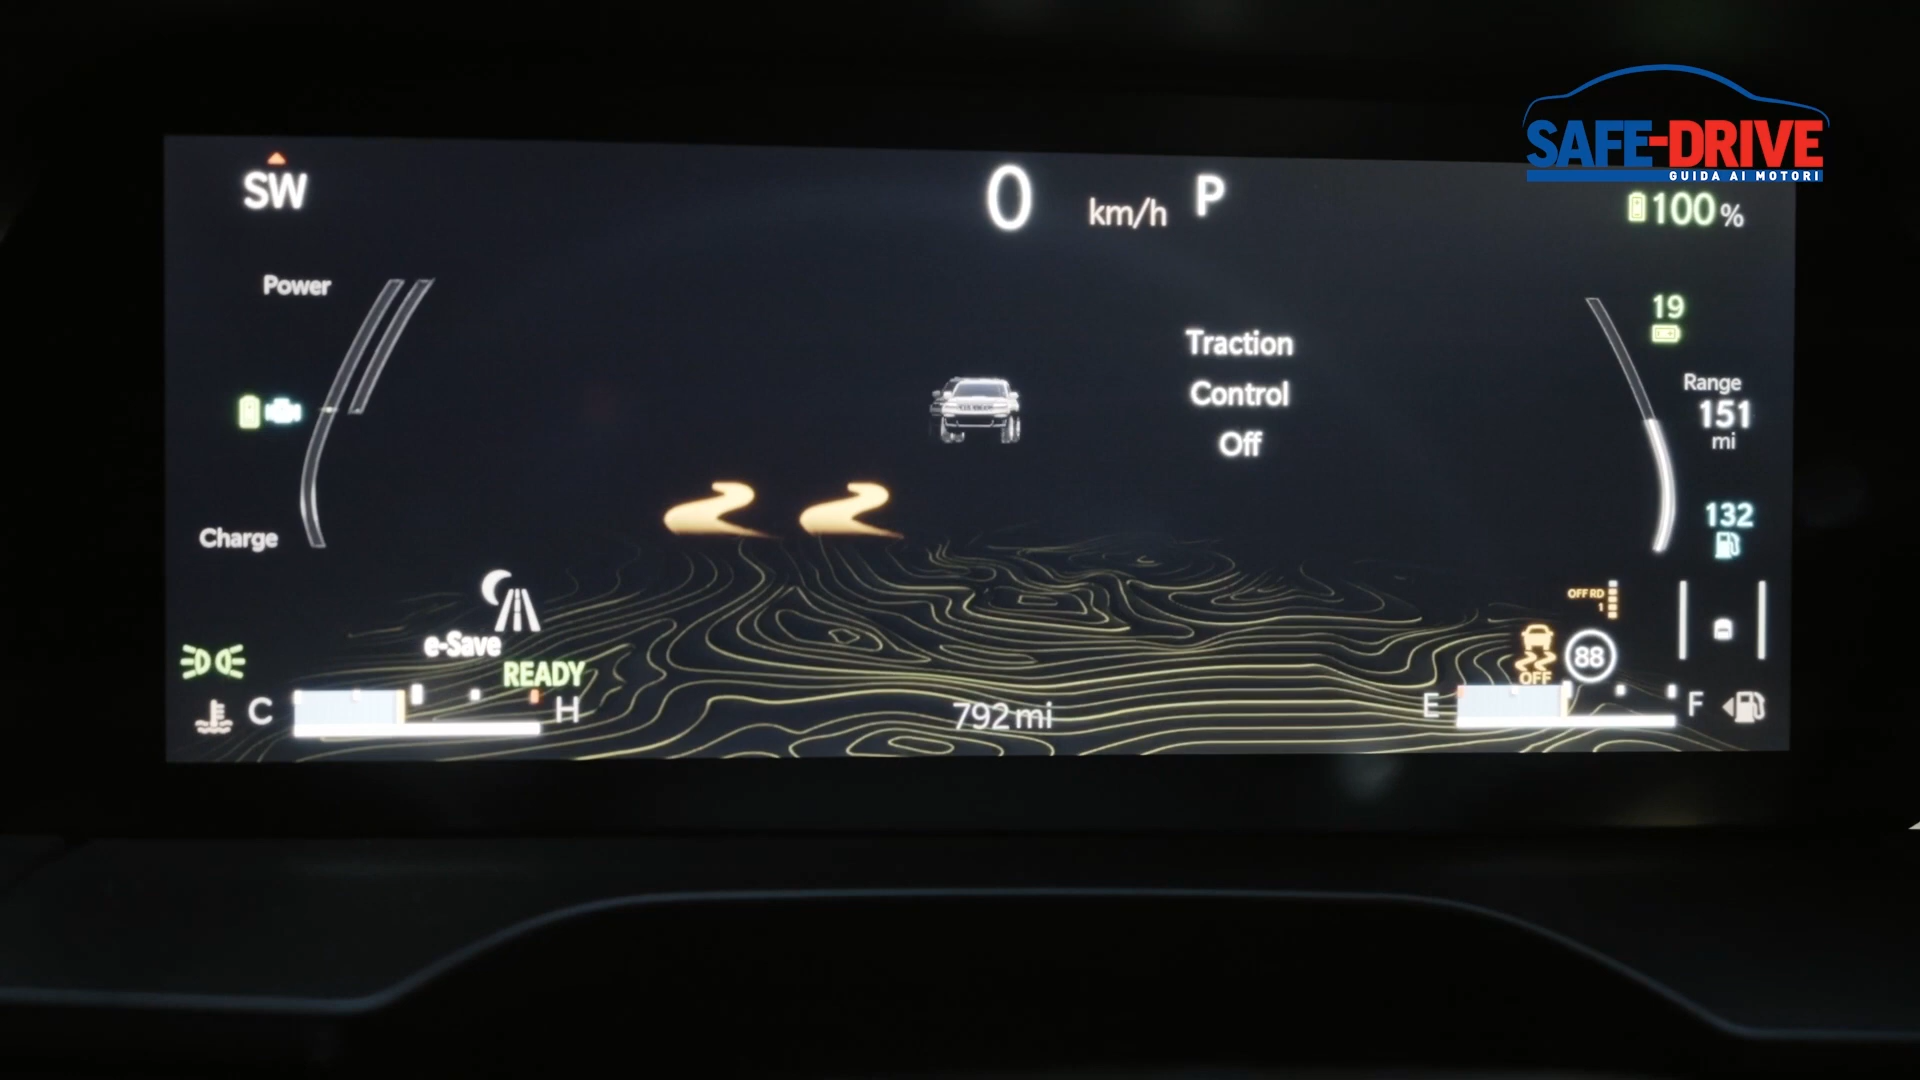 SAFE-DRIVE
GUIDA AI MOTORI
SW
0 km/h P
100%
Power
19
Traction
Control
Off
Range
151
mi
Charge
132
OFF RD
1
e-Save
READY
88
OFF
C
H
792 mi
E
F